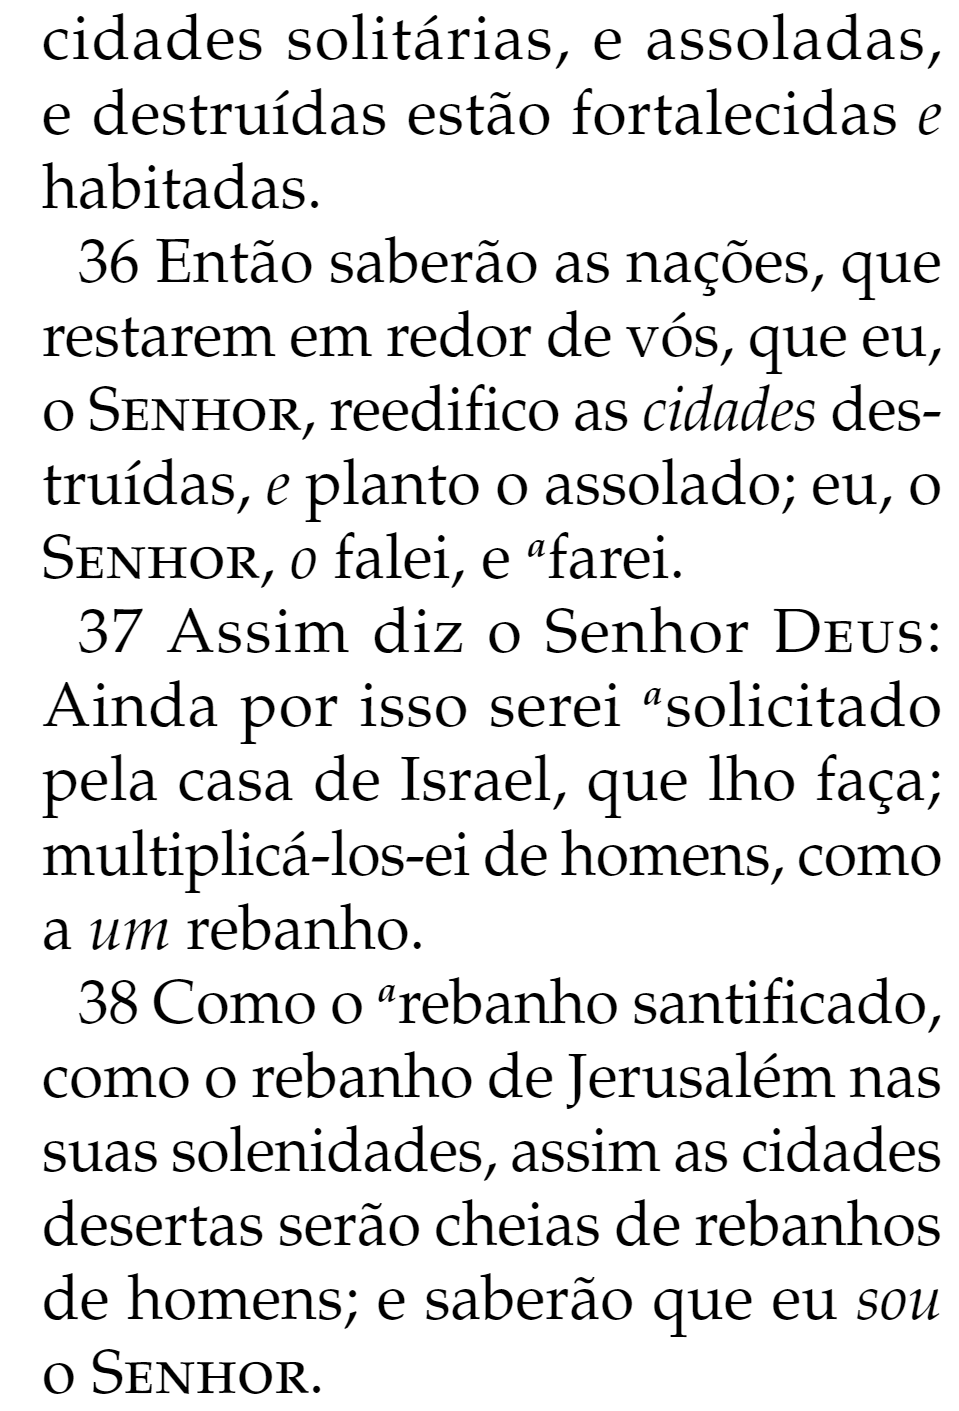 cidades solitárias, e assoladas,
e destruídas estão fortalecidas e
habitadas.
36 Então saberão as nações, que
restarem em redor de vós, que eu,
o SENHOR, reedifico as cidades des-
truídas, e planto o assolado; eu, o
SENHOR, o falei, e ᵃfarei.
37 Assim diz o Senhor DEUS:
Ainda por isso serei ᵃsolicitado
pela casa de Israel, que lho faça;
multiplicá-los-ei de homens, como
a um rebanho.
38 Como o ᵃrebanho santificado,
como o rebanho de Jerusalém nas
suas solenidades, assim as cidades
desertas serão cheias de rebanhos
de homens; e saberão que eu sou
o SENHOR.